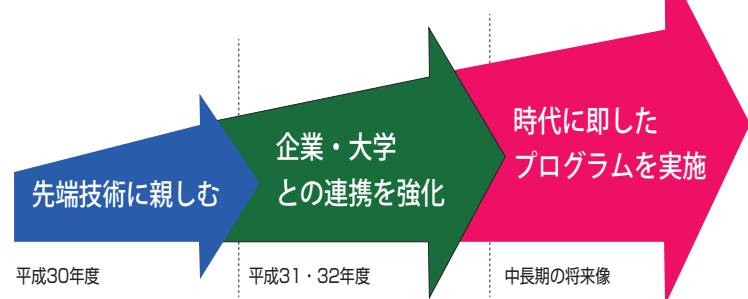 先端技術に親しむ
企業・大学
との連携を強化
時代に即した
プログラムを実施
平成30年度
平成31・32年度
中長期の将来像